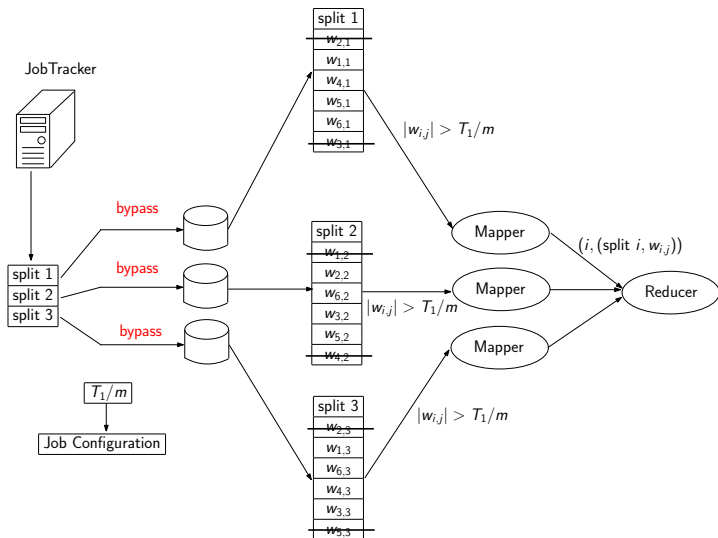 JobTracker
split 1
split 2
split 3
bypass
bypass
bypass
T₁/m
Job Configuration
split 1
w₂,₁
w₁,₁
w₄,₁
w₅,₁
w₆,₁
w₃,₁
split 2
w₁,₂
w₂,₂
w₆,₂
w₃,₂
w₅,₂
w₄,₂
split 3
w₂,₃
w₁,₃
w₆,₃
w₄,₃
w₃,₃
w₅,₃
|wᵢ,ⱼ| > T₁/m
|wᵢ,ⱼ| > T₁/m
|wᵢ,ⱼ| > T₁/m
Mapper
Mapper
Mapper
(i, (split i, wᵢ,ⱼ))
Reducer